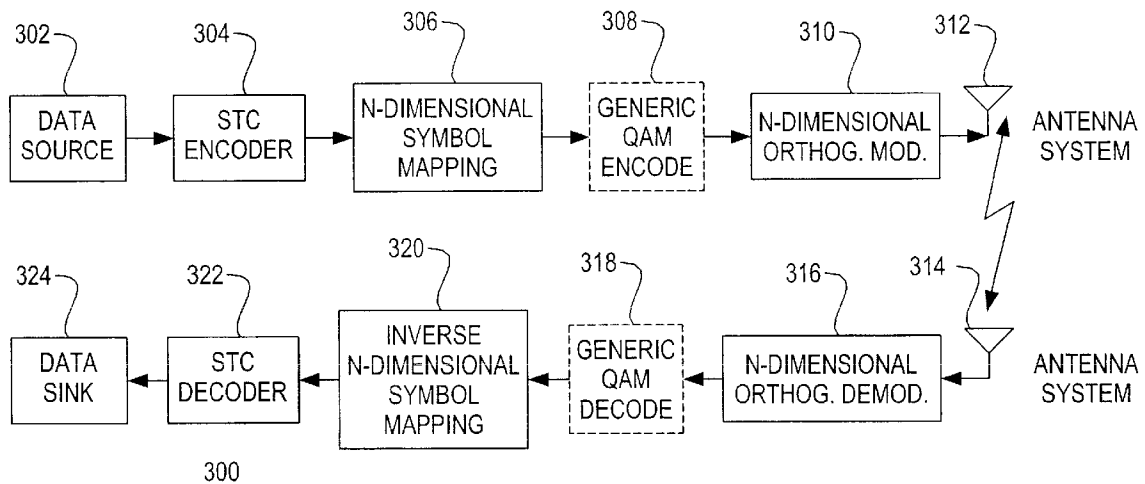 302
304
306
308
310
312
DATA
SOURCE
STC
ENCODER
N-DIMENSIONAL
SYMBOL
MAPPING
GENERIC
QAM
ENCODE
N-DIMENSIONAL
ORTHOG. MOD.
ANTENNA
SYSTEM
324
322
320
318
316
314
DATA
SINK
STC
DECODER
INVERSE
N-DIMENSIONAL
SYMBOL
MAPPING
GENERIC
QAM
DECODE
N-DIMENSIONAL
ORTHOG. DEMOD.
ANTENNA
SYSTEM
300